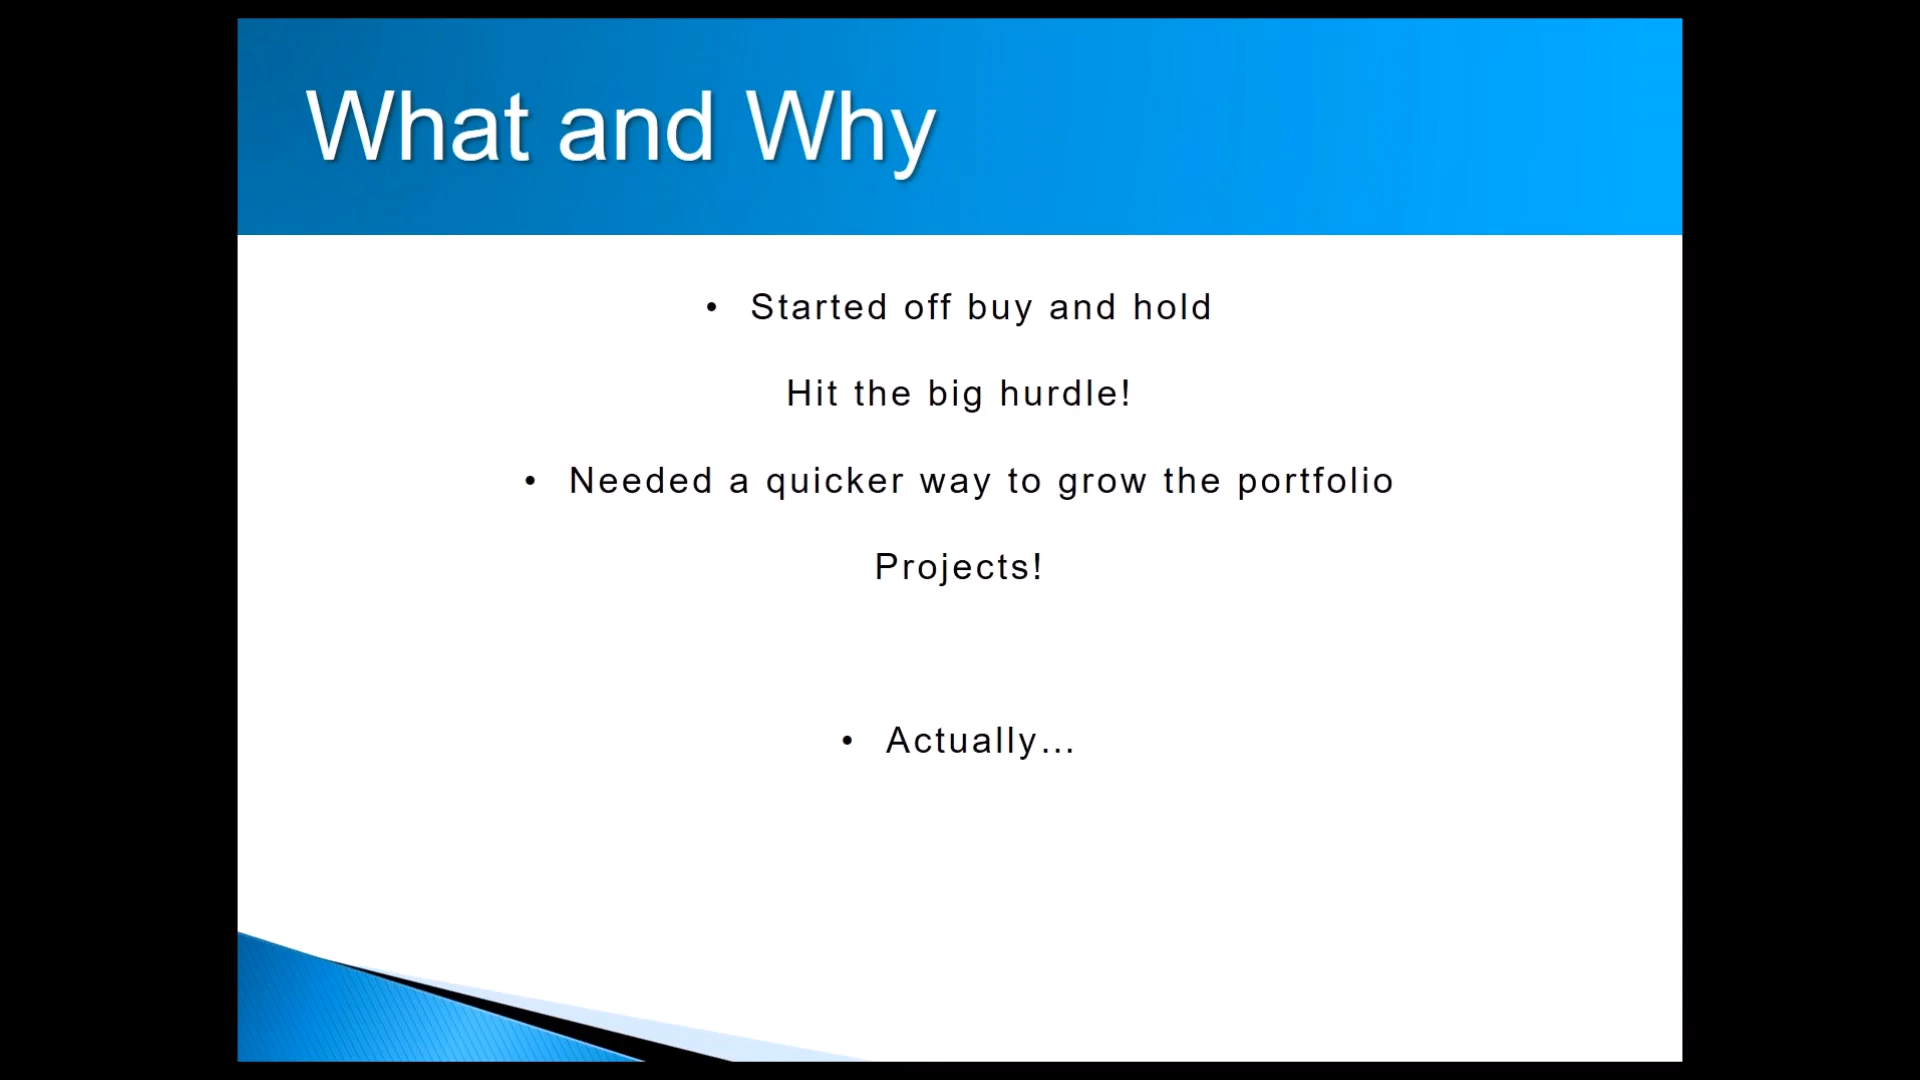 What and Why
• Started off buy and hold
Hit the big hurdle!
• Needed a quicker way to grow the portfolio
Projects!
• Actually…